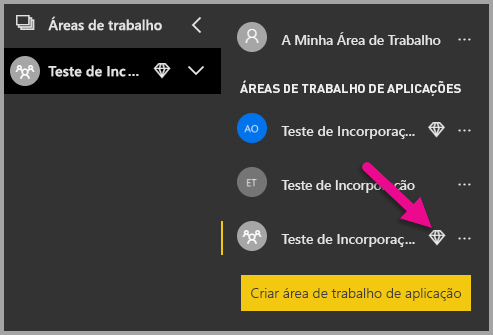 Áreas de trabalho
Teste de Inc...
A Minha Área de Trabalho
ÁREAS DE TRABALHO DE APLICAÇÕES
AO
Teste de Incorporaç...
ET
Teste de Incorporação
Teste de Incorporaç...
Criar área de trabalho de aplicação